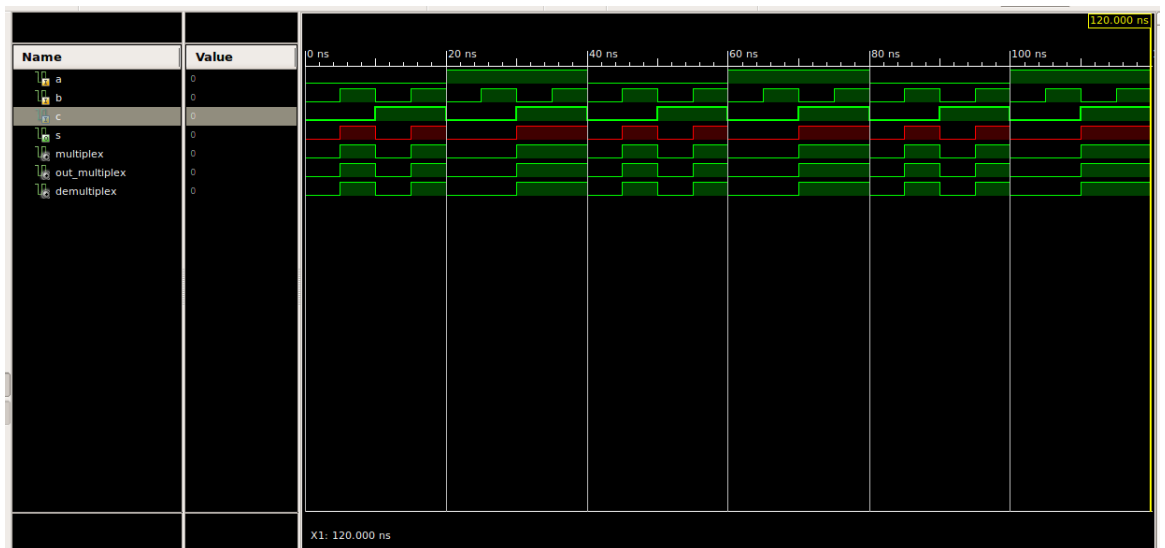 120.000 ns
Name Value
0 ns 20 ns 40 ns 60 ns 80 ns 100 ns
a 0
b 0
c 0
s 0
multiplex 0
out_multiplex 0
demultiplex 0
X1: 120.000 ns